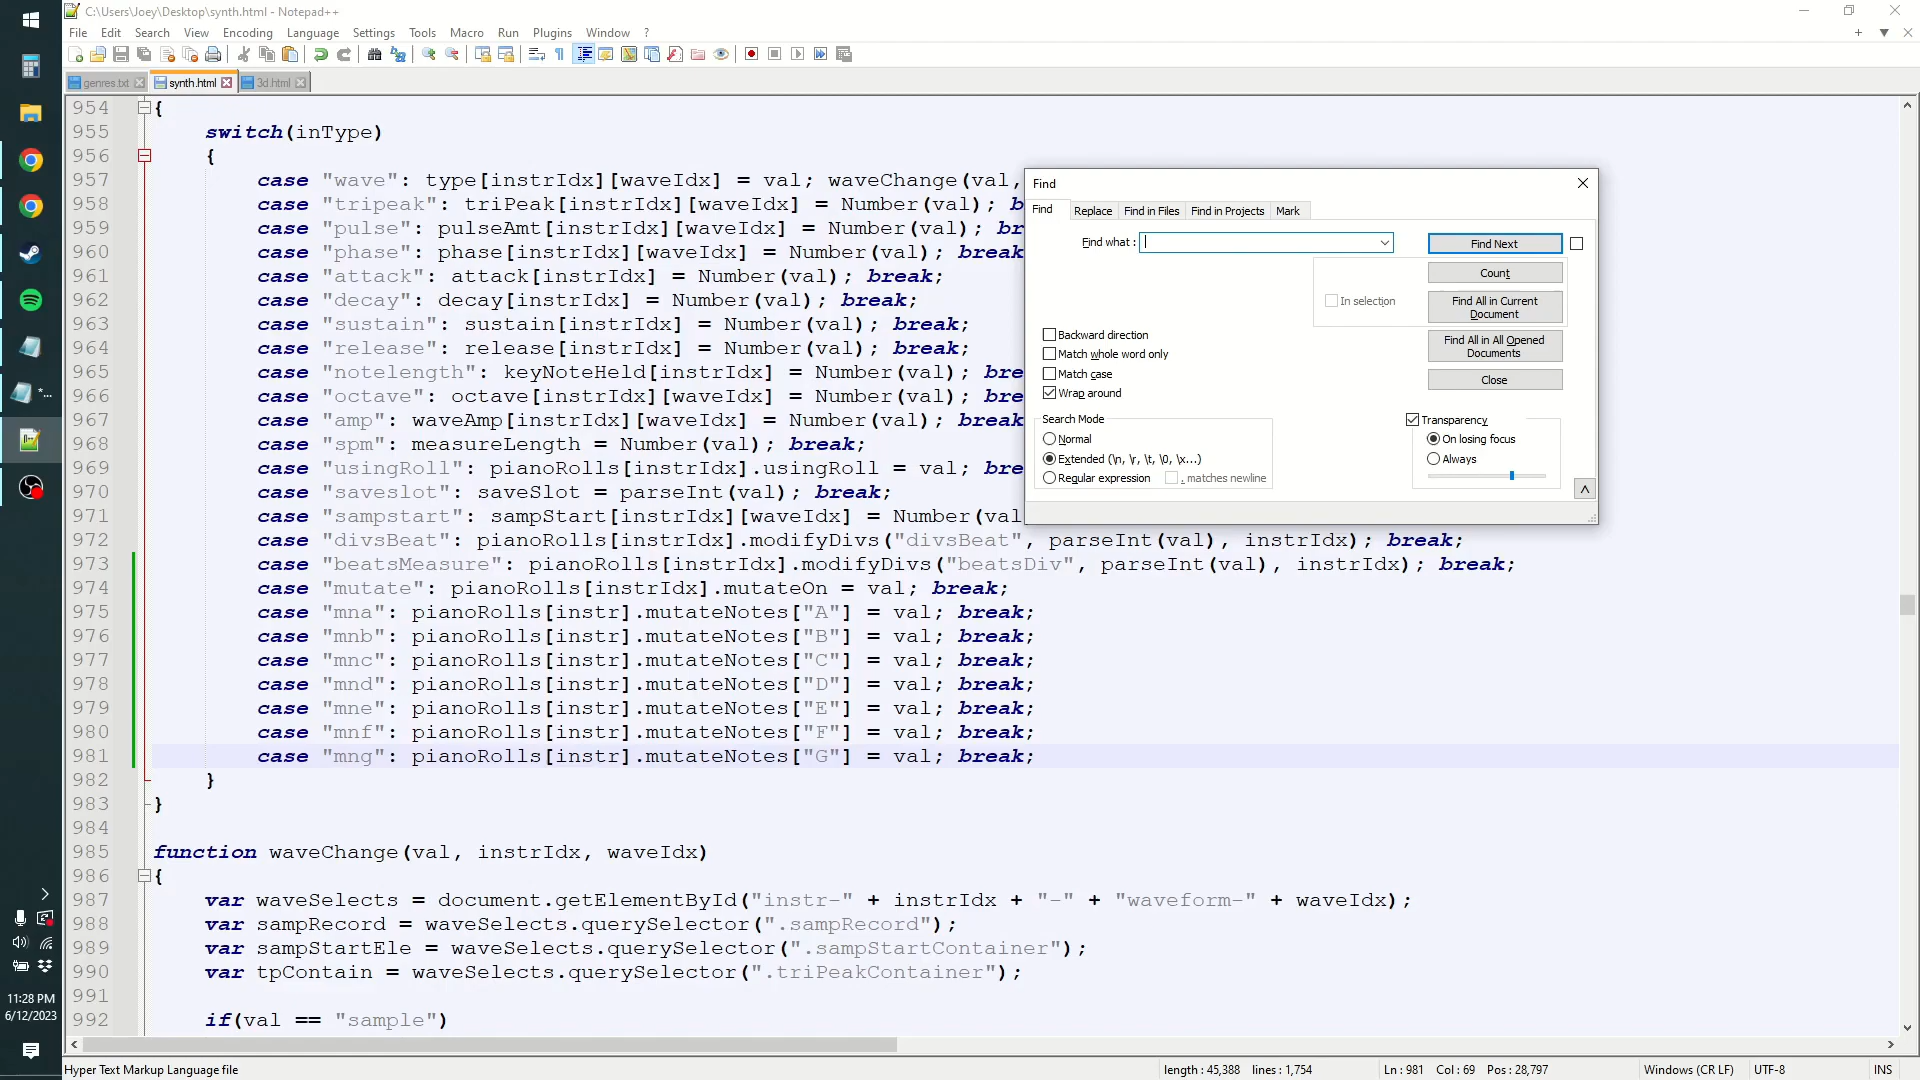 C:\Users\Joey\Desktop\synth.html - Notepad++
File Edit Search View Encoding Language Settings Tools Macro Run Plugins Window ?
genres.txt synth.html 3d.html
954 {
955 switch(inType)
956 {
957 case "wave": type[instrIdx][waveIdx] = val; waveChange(val,
958 case "tripeak": triPeak[instrIdx][waveIdx] = Number(val); b
959 case "pulse": pulseAmt[instrIdx][waveIdx] = Number(val); br
960 case "phase": phase[instrIdx][waveIdx] = Number(val); break
961 case "attack": attack[instrIdx] = Number(val); break;
962 case "decay": decay[instrIdx] = Number(val); break;
963 case "sustain": sustain[instrIdx] = Number(val); break;
964 case "release": release[instrIdx] = Number(val); break;
965 case "notelength": keyNoteHeld[instrIdx] = Number(val); bre
966 case "octave": octave[instrIdx][waveIdx] = Number(val); bre
967 case "amp": waveAmp[instrIdx][waveIdx] = Number(val); break
968 case "spm": measureLength = Number(val); break;
969 case "usingRoll": pianoRolls[instrIdx].usingRoll = val; bre
970 case "saveslot": saveSlot = parseInt(val); break;
971 case "sampstart": sampStart[instrIdx][waveIdx] = Number(val
972 case "divsBeat": pianoRolls[instrIdx].modifyDivs("divsBeat", parseInt(val), instrIdx); break;
973 case "beatsMeasure": pianoRolls[instrIdx].modifyDivs("beatsDiv", parseInt(val), instrIdx); break;
974 case "mutate": pianoRolls[instrIdx].mutateOn = val; break;
975 case "mna": pianoRolls[instr].mutateNotes["A"] = val; break;
976 case "mnb": pianoRolls[instr].mutateNotes["B"] = val; break;
977 case "mnc": pianoRolls[instr].mutateNotes["C"] = val; break;
978 case "mnd": pianoRolls[instr].mutateNotes["D"] = val; break;
979 case "mne": pianoRolls[instr].mutateNotes["E"] = val; break;
980 case "mnf": pianoRolls[instr].mutateNotes["F"] = val; break;
981 case "mng": pianoRolls[instr].mutateNotes["G"] = val; break;
982 }
983 }
984
985 function waveChange(val, instrIdx, waveIdx)
986 {
987 var waveSelects = document.getElementById("instr-" + instrIdx + "-" + "waveform-" + waveIdx);
988 var sampRecord = waveSelects.querySelector(".sampRecord");
989 var sampStartEle = waveSelects.querySelector(".sampStartContainer");
990 var tpContain = waveSelects.querySelector(".triPeakContainer");
991
992 if(val == "sample")
Find
Find Replace Find in Files Find in Projects Mark
Find what :
Find Next
Count
In selection
Find All in Current
Document
Find All in All Opened
Documents
Close
Backward direction
Match whole word only
Match case
Wrap around
Search Mode
Normal
Extended (\n, \r, \t, \0, \x...)
Regular expression . matches newline
Transparency
On losing focus
Always
*...
11:28 PM
6/12/2023
Hyper Text Markup Language file length : 45,388 lines : 1,754 Ln : 981 Col : 69 Pos : 28,797 Windows (CR LF) UTF-8 INS